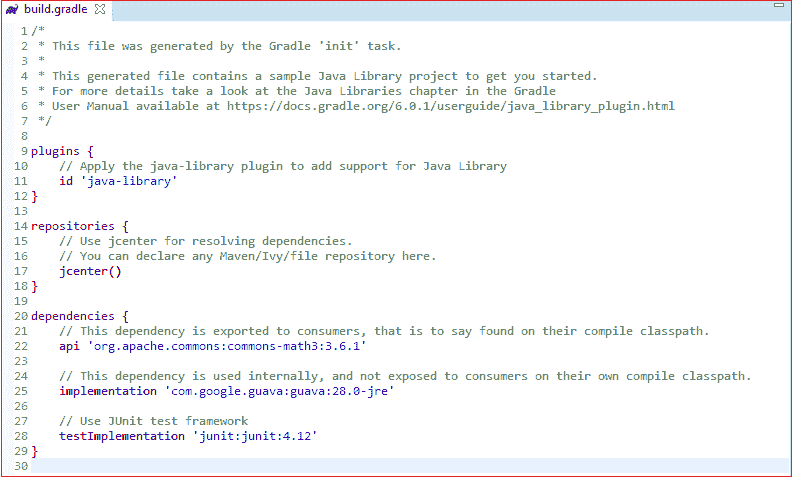 build.gradle
1 /*
2  * This file was generated by the Gradle 'init' task.
3  *
4  * This generated file contains a sample Java Library project to get you started.
5  * For more details take a look at the Java Libraries chapter in the Gradle
6  * User Manual available at https://docs.gradle.org/6.0.1/userguide/java_library_plugin.html
7  */
8
9 plugins {
10     // Apply the java-library plugin to add support for Java Library
11     id 'java-library'
12 }
13
14 repositories {
15     // Use jcenter for resolving dependencies.
16     // You can declare any Maven/Ivy/file repository here.
17     jcenter()
18 }
19
20 dependencies {
21     // This dependency is exported to consumers, that is to say found on their compile classpath.
22     api 'org.apache.commons:commons-math3:3.6.1'
23
24     // This dependency is used internally, and not exposed to consumers on their own compile classpath.
25     implementation 'com.google.guava:guava:28.0-jre'
26
27     // Use JUnit test framework
28     testImplementation 'junit:junit:4.12'
29 }
30